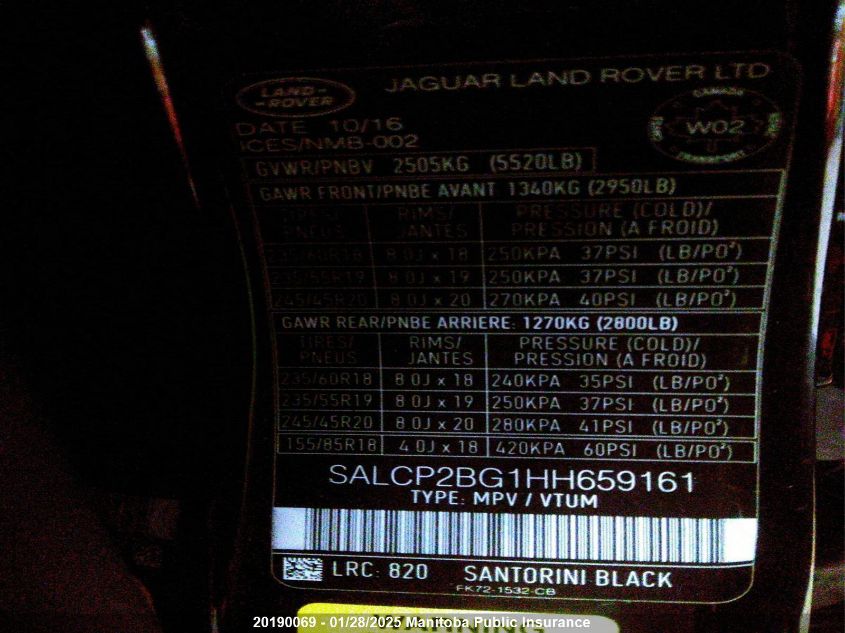 LAND-
-ROVER
JAGUAR LAND ROVER LTD
CANADA
W02
TRANSPORT
DATE 10/16
ICES/NMB-002
GVWR/PNBV 2505KG (5520LB)
GAWR FRONT/PNBE AVANT 1340KG (2950LB)
TIRES/ RIMS/ PRESSURE (COLD)/
PNEUS JANTES PRESSION (A FROID)
235/60R18 8.0J x 18 250KPA 37PSI (LB/PO²)
235/55R19 8.0J x 19 250KPA 37PSI (LB/PO²)
245/45R20 8.0J x 20 270KPA 40PSI (LB/PO²)
GAWR REAR/PNBE ARRIERE: 1270KG (2800LB)
TIRES/ RIMS/ PRESSURE (COLD)/
PNEUS JANTES PRESSION (A FROID)
235/60R18 8.0J x 18 240KPA 35PSI (LB/PO²)
235/55R19 8.0J x 19 250KPA 37PSI (LB/PO²)
245/45R20 8.0J x 20 280KPA 41PSI (LB/PO²)
155/85R18 4.0J x 18 420KPA 60PSI (LB/PO²)
SALCP2BG1HH659161
TYPE: MPV / VTUM
LRC: 820 SANTORINI BLACK
FK72-1532-CB
WARNING
20190069 - 01/28/2025 Manitoba Public Insurance